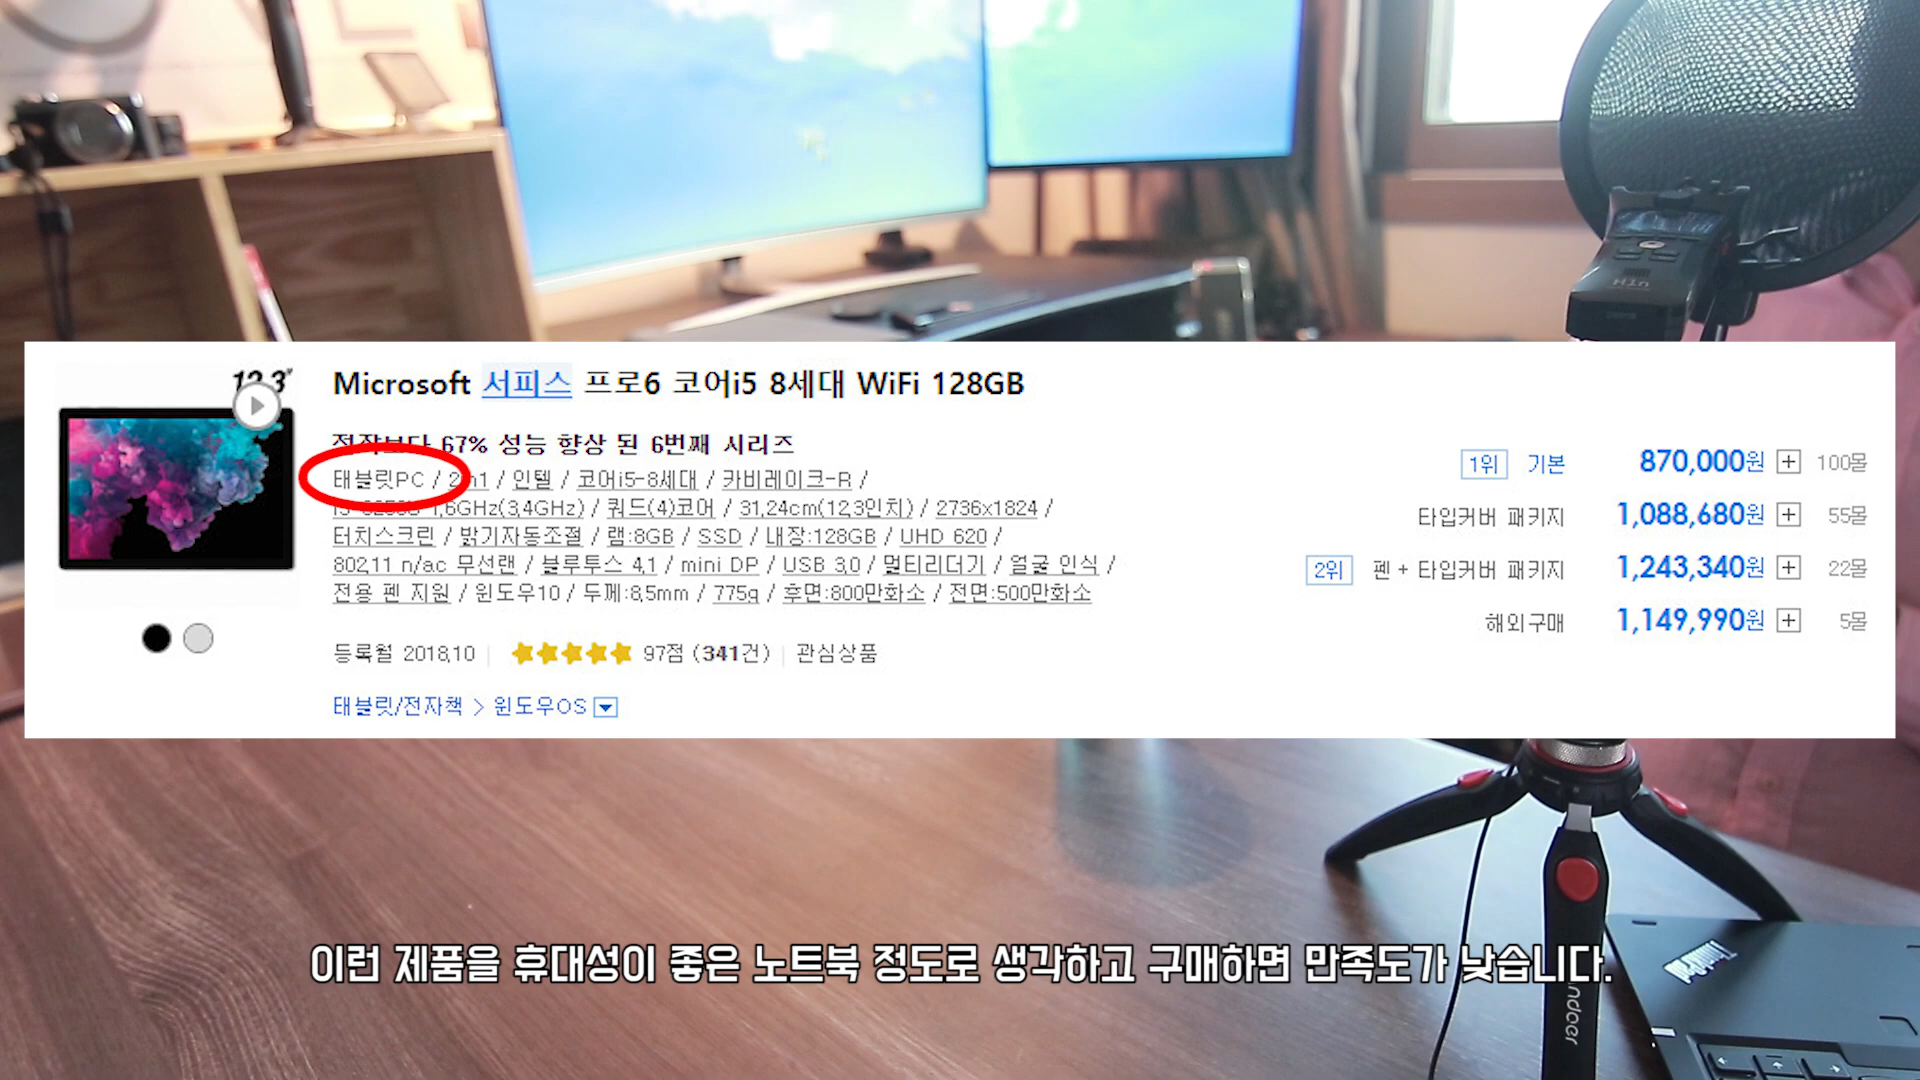 12.3"
Microsoft 서피스 프로6 코어i5 8세대 WiFi 128GB
전작보다 67% 성능 향상 된 6번째 시리즈
태블릿PC / 2in1 / 인텔 / 코어i5-8세대 / 카비레이크-R /
i5-8250U 1.6GHz(3.4GHz) / 쿼드(4)코어 / 31.24cm(12.3인치) / 2736x1824 /
터치스크린 / 밝기자동조절 / 램:8GB / SSD / 내장:128GB / UHD 620 /
802.11 n/ac 무선랜 / 블루투스 4.1 / mini DP / USB 3.0 / 멀티리더기 / 얼굴 인식 /
전용 펜 지원 / 윈도우10 / 두께:8.5mm / 775g / 후면:800만화소 / 전면:500만화소
등록월 2018.10 | 97점 (341건) | 관심상품
태블릿/전자책 > 윈도우OS
1위 기본 870,000원 + 100몰
타입커버 패키지 1,088,680원 + 55몰
2위 펜 + 타입커버 패키지 1,243,340원 + 22몰
해외구매 1,149,990원 + 5몰
이런 제품을 휴대성이 좋은 노트북 정도로 생각하고 구매하면 만족도가 낮습니다.
H1n
ThinkPad
andoer